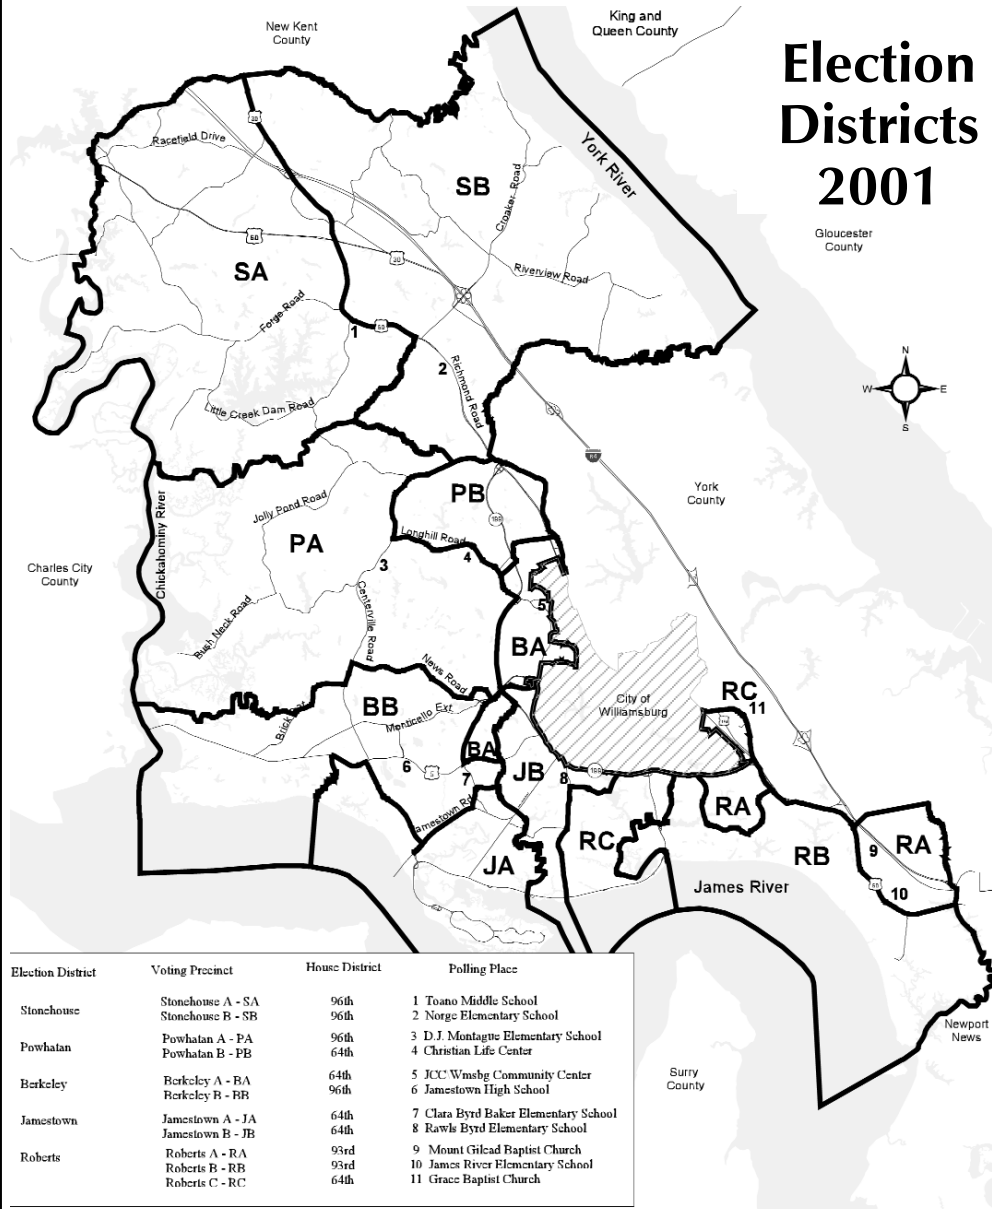 Election
Districts
2001
New Kent
County
King and
Queen County
York River
Gloucester
County
30
Racefield Drive
SB
Croaker Road
60
30
SA
Riverview Road
Forge Road
1
60
2
Richmond Road
Little Creek Dam Road
N
W
E
S
64
York
County
PB
199
Jolly Pond Road
Longhill Road
PA
3
4
Chickahominy River
Charles City
County
Centerville Road
5
Bush Neck Road
BA
News Road
City of
Williamsburg
RC
11
BB
Monticello Ext
BA
6
5
7
JB
8
199
Jamestown Rd
RA
RC
JA
RB
9
RA
60
10
James River
Newport
News
Surry
County
Election District Voting Precinct House District Polling Place
Stonehouse
Stonehouse A - SA 96th 1 Toano Middle School
Stonehouse B - SB 96th 2 Norge Elementary School
Powhatan
Powhatan A - PA 96th 3 D.J. Montague Elementary School
Powhatan B - PB 64th 4 Christian Life Center
Berkeley
Berkeley A - BA 64th 5 JCC Wmsbg Community Center
Berkeley B - BB 96th 6 Jamestown High School
Jamestown
Jamestown A - JA 64th 7 Clara Byrd Baker Elementary School
Jamestown B - JB 64th 8 Rawls Byrd Elementary School
Roberts
Roberts A - RA 93rd 9 Mount Gilead Baptist Church
Roberts B - RB 93rd 10 James River Elementary School
Roberts C - RC 64th 11 Grace Baptist Church